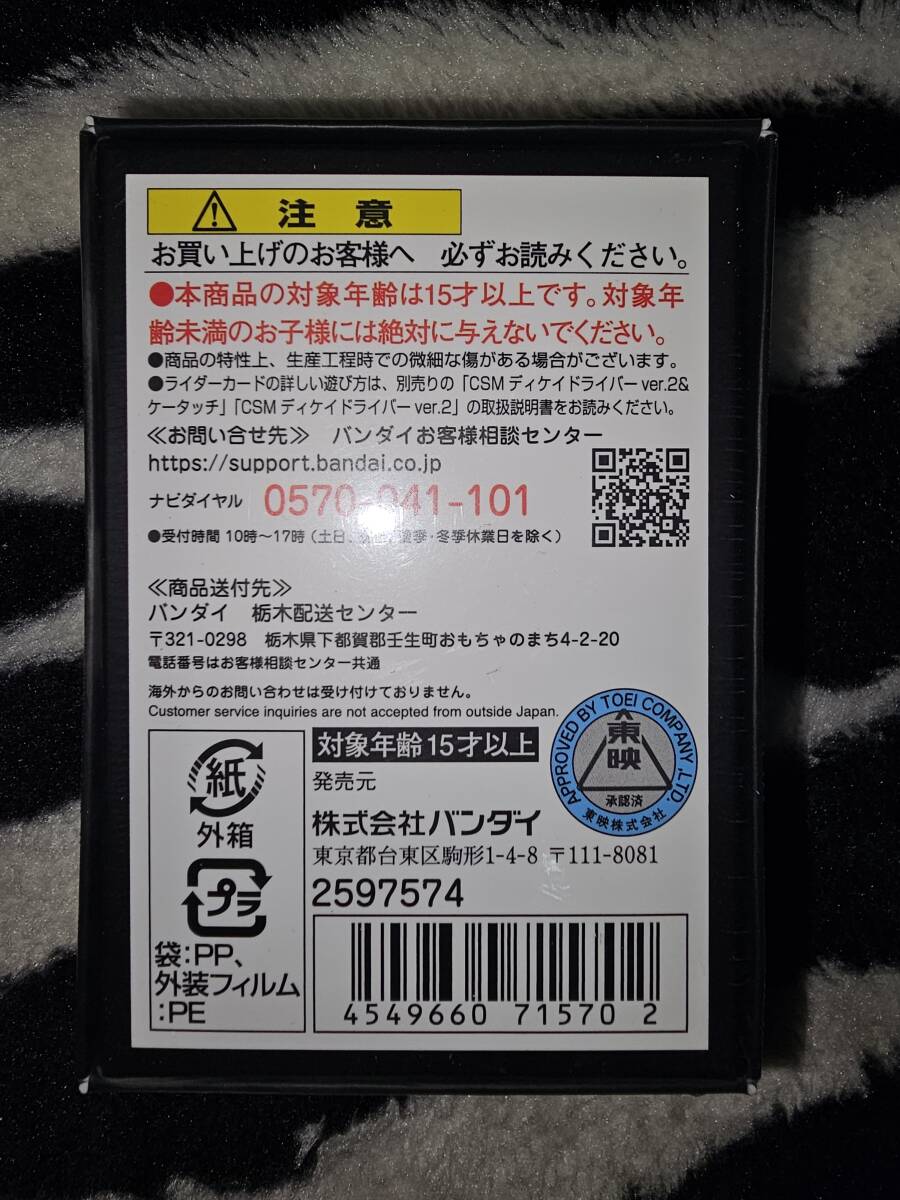 注意
お買い上げのお客様へ 必ずお読みください。
●本商品の対象年齢は15才以上です。対象年
齢未満のお子様には絶対に与えないでください。
●商品の特性上、生産工程時での微細な傷がある場合がございます。
●ライダーカードの詳しい遊び方は、別売りの「CSM ディケイドライバー ver.2&
ケータッチ」「CSM ディケイドライバー ver.2」の取扱説明書をお読みください。
≪お問い合せ先≫ バンダイお客様相談センター
https://support.bandai.co.jp
ナビダイヤル 0570-041-101
●受付時間 10時～17時（土日、季・冬季休業日を除く）
≪商品送付先≫
バンダイ 栃木配送センター
〒321-0298 栃木県下都賀郡壬生町おもちゃのまち4-2-20
電話番号はお客様相談センター共通
海外からのお問い合わせは受け付けておりません。
Customer service inquiries are not accepted from outside Japan.
紙
外箱
プラ
袋:PP、
外装フィルム
:PE
対象年齢15才以上
発売元
株式会社バンダイ
東京都台東区駒形1-4-8 〒111-8081
2597574
APPROVED BY TOEI COMPANY ,LTD.
東映
承認済
東映株式会社
4549660 715702